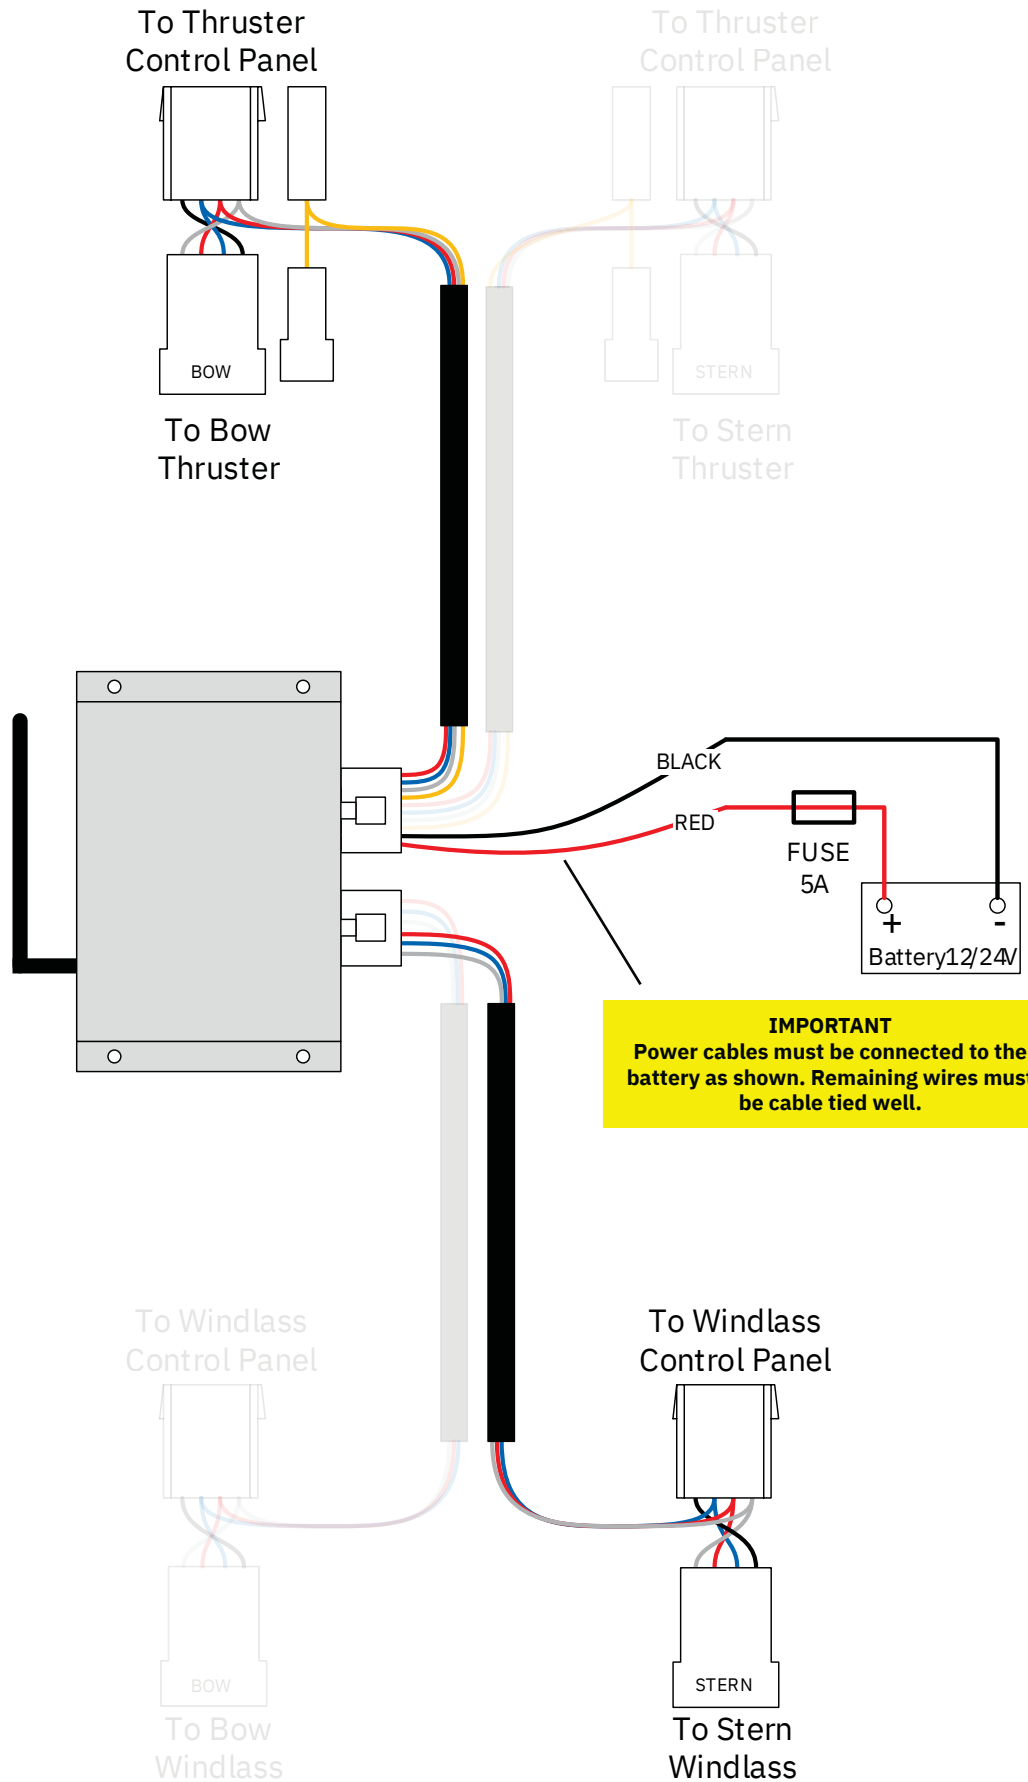 To Thruster
Control Panel
To Thruster
Control Panel
BOW
STERN
To Bow
Thruster
To Stern
Thruster
BLACK
RED
FUSE
5A
+
-
Battery12/24V
IMPORTANT
Power cables must be connected to the
battery as shown. Remaining wires must
be cable tied well.
To Windlass
Control Panel
To Windlass
Control Panel
BOW
STERN
To Bow
Windlass
To Stern
Windlass